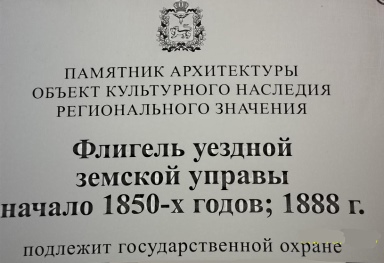 ПАМЯТНИК АРХИТЕКТУРЫ
ОБЪЕКТ КУЛЬТУРНОГО НАСЛЕДИЯ
РЕГИОНАЛЬНОГО ЗНАЧЕНИЯ
Флигель уездной
земской управы
начало 1850-х годов; 1888 г.
подлежит государственной охране